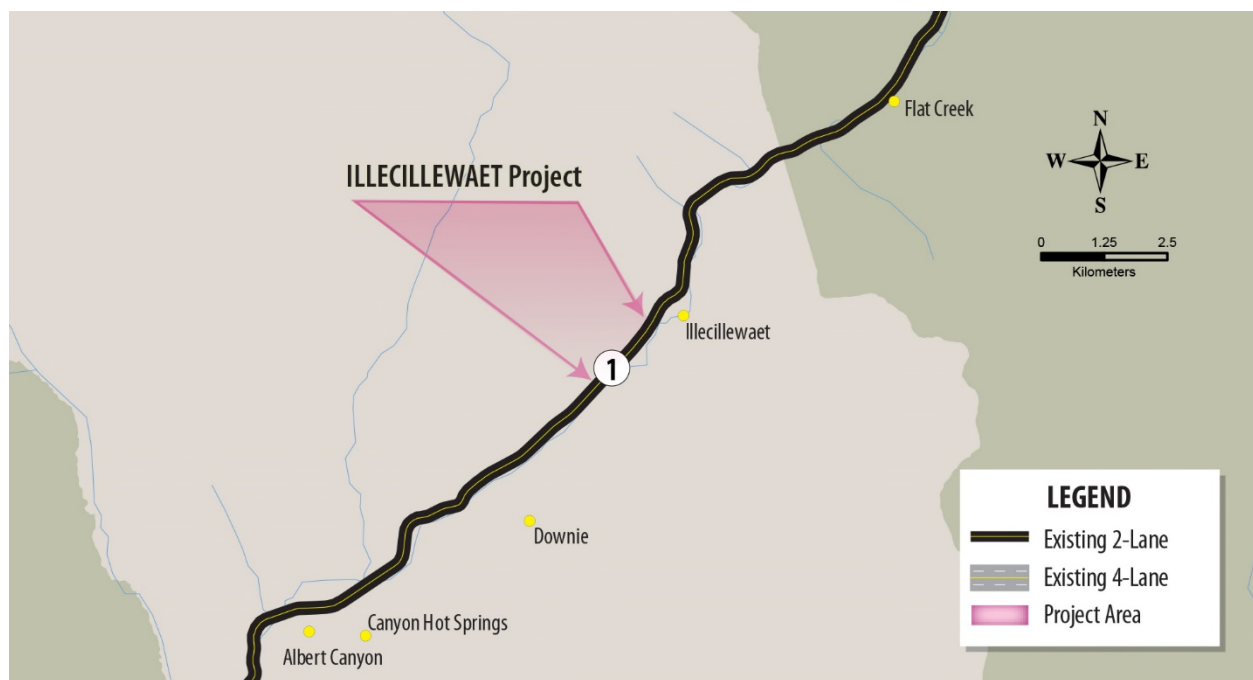 Flat Creek
N
W
E
S
0 1.25 2.5
Kilometers
ILLECILLEWAET Project
Illecillewaet
1
Downie
Canyon Hot Springs
Albert Canyon
LEGEND
Existing 2-Lane
Existing 4-Lane
Project Area